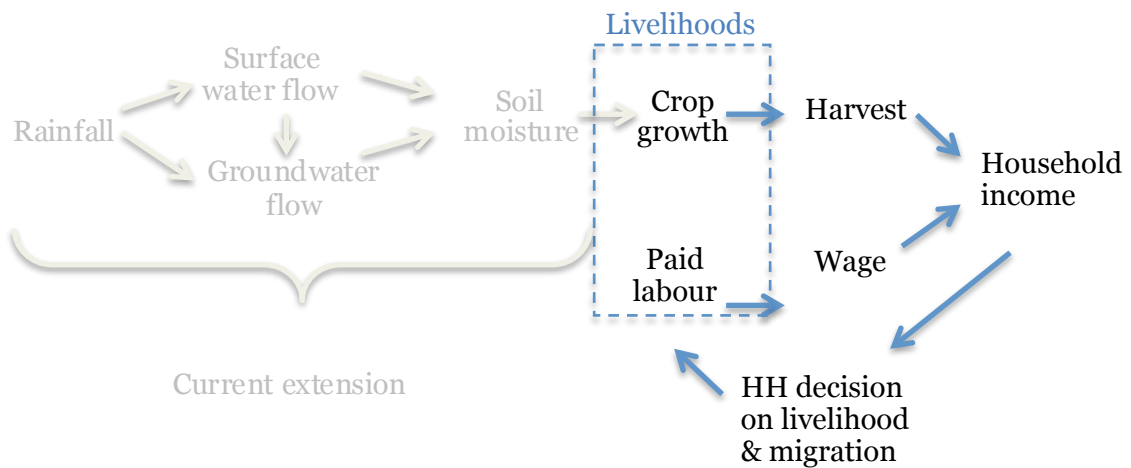 Livelihoods
Surface
water flow
Rainfall
Groundwater
flow
Soil
moisture
Crop
growth
Harvest
Household
income
Paid
labour
Wage
Current extension
HH decision
on livelihood
& migration